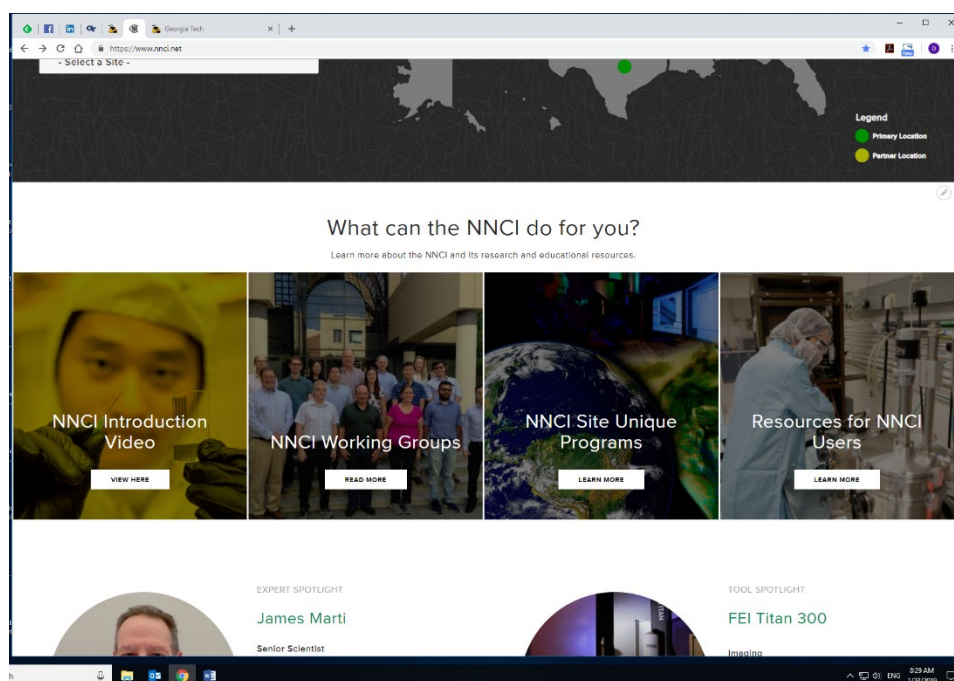 Georgia Tech
https://www.nnci.net
- Select a Site -
Legend
Primary Location
Partner Location
What can the NNCI do for you?
Learn more about the NNCI and its research and educational resources.
NNCI Introduction
Video
VIEW HERE
NNCI Working Groups
READ MORE
NNCI Site Unique
Programs
LEARN MORE
Resources for NNCI
Users
LEARN MORE
EXPERT SPOTLIGHT
James Marti
Senior Scientist
TOOL SPOTLIGHT
FEI Titan 300
Imaging
TITAN
ENG
8:29 AM